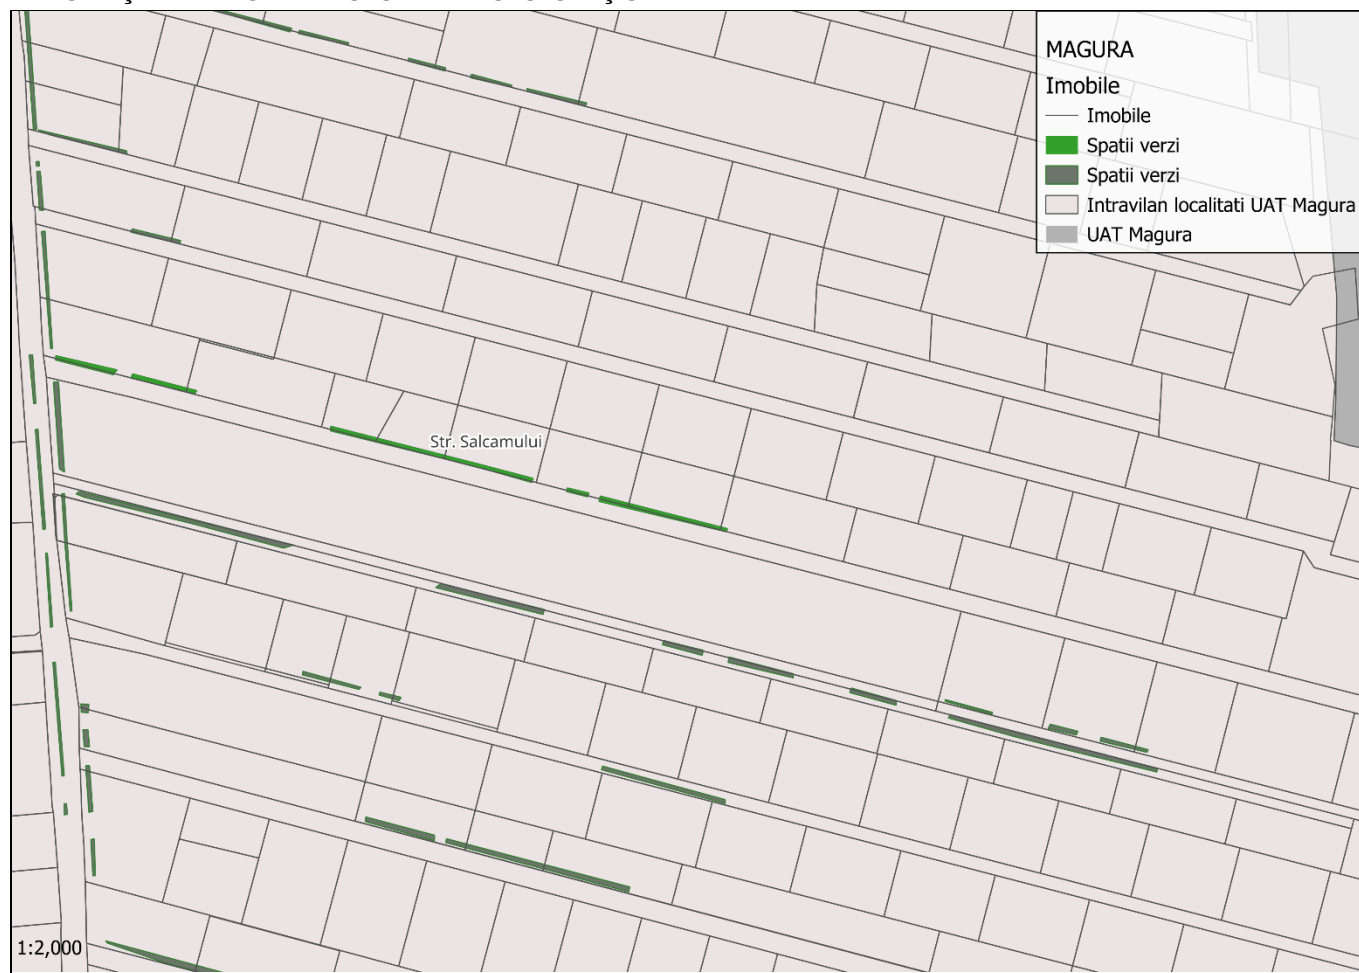 MAGURA
Imobile
Imobile
Spatii verzi
Spatii verzi
Intravilan localitati UAT Magura
UAT Magura
Str. Salcamului
1:2,000